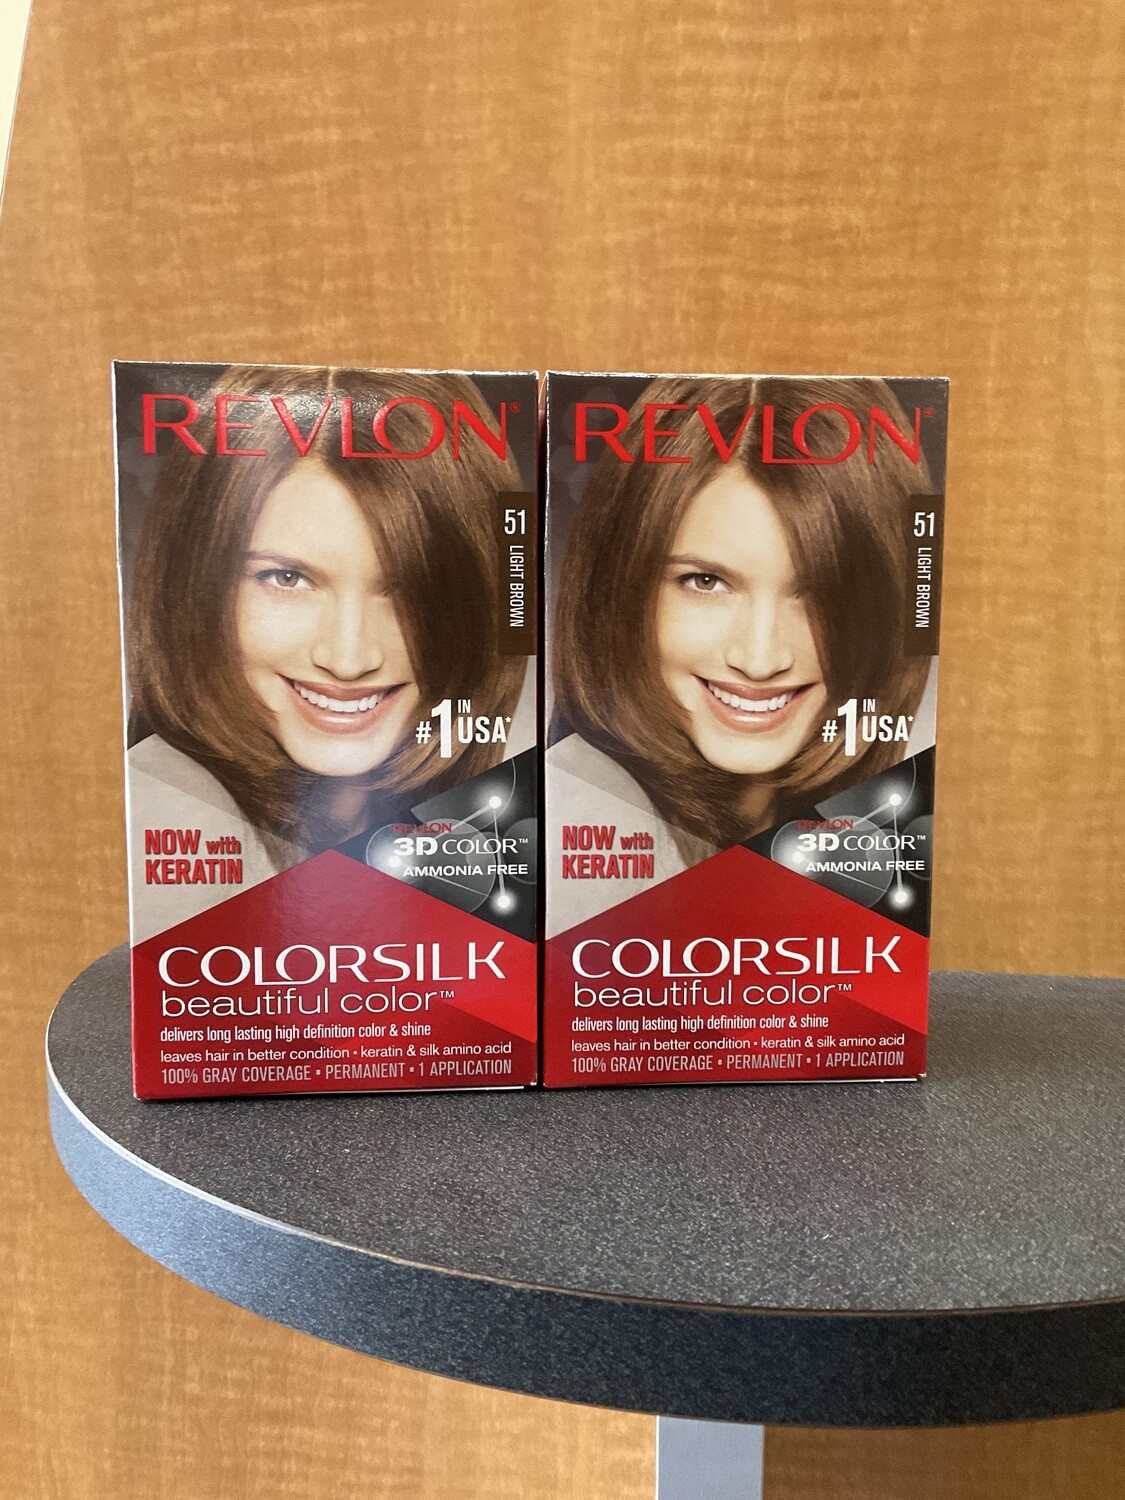 REVLON®
51
LIGHT BROWN
#1 IN USA*
NOW with
KERATIN
REVLON
3D COLOR™
AMMONIA FREE
COLORSILK
beautiful color™
delivers long lasting high definition color & shine
leaves hair in better condition • keratin & silk amino acid
100% GRAY COVERAGE • PERMANENT • 1 APPLICATION
REVLON®
51
LIGHT BROWN
#1 IN USA*
NOW with
KERATIN
REVLON
3D COLOR™
AMMONIA FREE
COLORSILK
beautiful color™
delivers long lasting high definition color & shine
leaves hair in better condition • keratin & silk amino acid
100% GRAY COVERAGE • PERMANENT • 1 APPLICATION